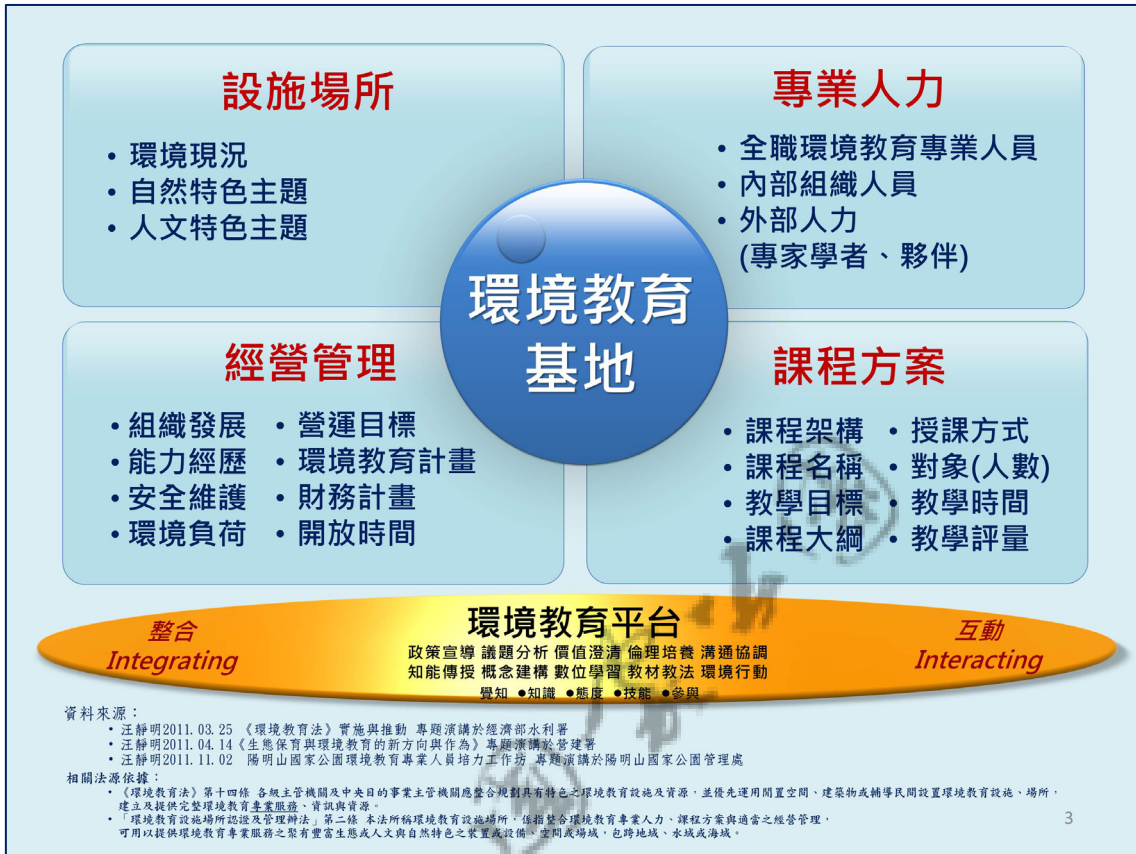 設施場所
• 環境現況
• 自然特色主題
• 人文特色主題
專業人力
• 全職環境教育專業人員
• 內部組織人員
• 外部人力
(專家學者、夥伴)
環境教育
基地
經營管理
• 組織發展 • 營運目標
• 能力經歷 • 環境教育計畫
• 安全維護 • 財務計畫
• 環境負荷 • 開放時間
課程方案
• 課程架構 • 授課方式
• 課程名稱 • 對象(人數)
• 教學目標 • 教學時間
• 課程大綱 • 教學評量
環境教育平台
整合
Integrating
政策宣導 議題分析 價值澄清 倫理培養 溝通協調
知能傳授 概念建構 數位學習 教材教法 環境行動
覺知 ●知識 ●態度 ●技能 ●參與
互動
Interacting
資料來源：
• 汪靜明2011.03.25 《環境教育法》實施與推動 專題演講於經濟部水利署
• 汪靜明2011.04.14《生態保育與環境教育的新方向與作為》專題演講於營建署
• 汪靜明2011.11.02 陽明山國家公園環境教育專業人員培力工作坊 專題演講於陽明山國家公園管理處
相關法源依據：
• 《環境教育法》第十四條 各級主管機關及中央目的事業主管機關應整合規劃具有特色之環境教育設施及資源，並優先運用閒置空間、建築物或輔導民間設置環境教育設施、場所，
建立及提供完整環境教育專業服務、資訊與資源。
• 「環境教育設施場所認證及管理辦法」第二條 本法所稱環境教育設施場所，係指整合環境教育專業人力、課程方案與適當之經營管理，
可用以提供環境教育專業服務之聚有豐富生態或人文與自然特色之裝置或設備、空間或場域，包跨地域、水域或海域。
3